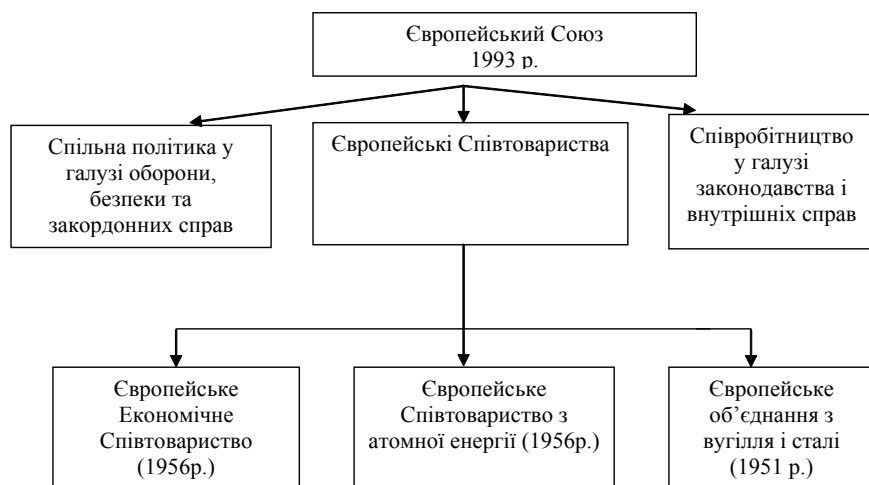 Європейський Союз
1993 р.
Спільна політика у
галузі оборони,
безпеки та
закордонних справ
Європейські Співтовариства
Співробітництво
у галузі
законодавства і
внутрішніх справ
Європейське
Економічне
Співтовариство
(1956р.)
Європейське
Співтовариство з
атомної енергії (1956р.)
Європейське
об’єднання з
вугілля і сталі
(1951 р.)